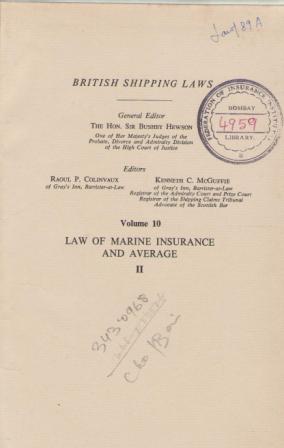 BRITISH SHIPPING LAWS
General Editor
THE HON. SIR BUSHBY HEWSON
One of Her Majesty's Judges of the
Probate, Divorce and Admiralty Division
of the High Court of Justice
BOMBAY
4959
LIBRARY
Editors
RAOUL P. COLINVAUX
of Gray's Inn, Barrister-at-Law
KENNETH C. McGUFFIE
of Gray's Inn, Barrister-at-Law
Registrar of the Admiralty Court and Prize Court
Registrar of the Shipping Claims Tribunal
Advocate of the Scottish Bar
Volume 10
LAW OF MARINE INSURANCE
AND AVERAGE
II